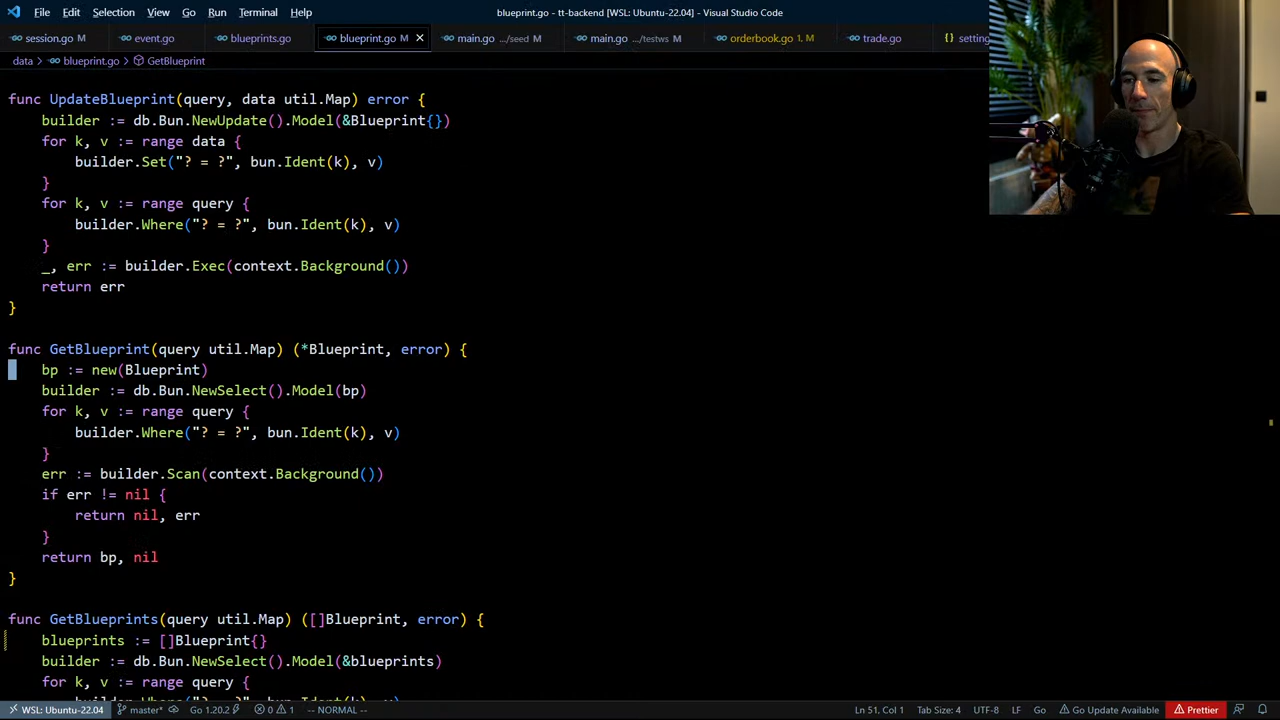 File Edit Selection View Go Run Terminal Help
blueprint.go - tt-backend [WSL: Ubuntu-22.04] - Visual Studio Code
session.go M event.go blueprints.go blueprint.go M × main.go .../seed M main.go .../testws M orderbook.go 1, M trade.go {} setting
data > blueprint.go > GetBlueprint
func UpdateBlueprint(query, data util.Map) error {
builder := db.Bun.NewUpdate().Model(&Blueprint{})
for k, v := range data {
builder.Set("? = ?", bun.Ident(k), v)
}
for k, v := range query {
builder.Where("? = ?", bun.Ident(k), v)
}
_, err := builder.Exec(context.Background())
return err
}
func GetBlueprint(query util.Map) (*Blueprint, error) {
bp := new(Blueprint)
builder := db.Bun.NewSelect().Model(bp)
for k, v := range query {
builder.Where("? = ?", bun.Ident(k), v)
}
err := builder.Scan(context.Background())
if err != nil {
return nil, err
}
return bp, nil
}
func GetBlueprints(query util.Map) ([]Blueprint, error) {
blueprints := []Blueprint{}
builder := db.Bun.NewSelect().Model(&blueprints)
for k, v := range query {
builder.Where("? = ?", bun.Ident(k), v)
WSL: Ubuntu-22.04 master* Go 1.20.2 0 1 -- NORMAL -- Ln 51, Col 1 Tab Size: 4 UTF-8 LF Go Go Update Available Prettier